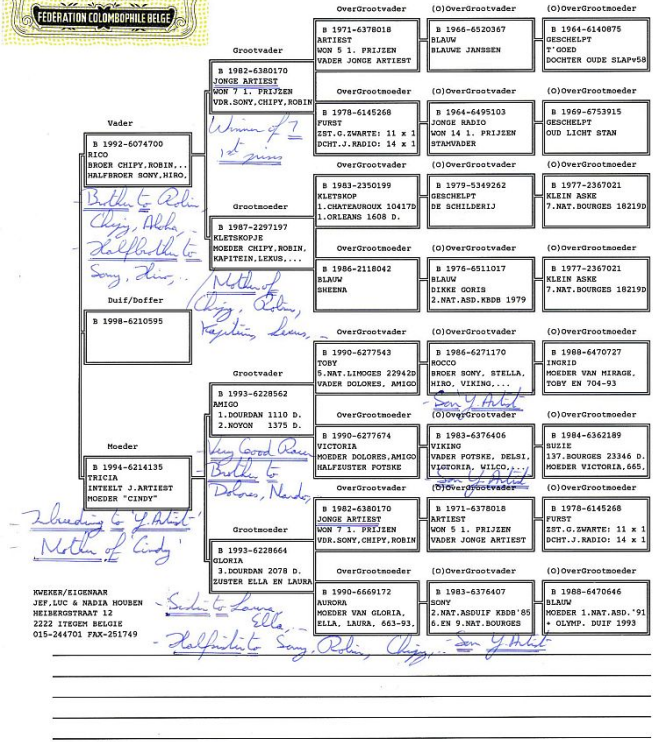 FEDERATION COLOMBOPHILE BELGE
OverGrootvader
(O)OverGrootvader
(O)OverGrootmoeder
B 1971-6378018
ARTIEST
WON 5 1. PRIJZEN
VADER JONGE ARTIEST
B 1966-6520367
BLAUW
BLAUWE JANSSEN
B 1964-6140875
GESCHELPT
T'GOED
DOCHTER OUDE SLAPv58
Grootvader
B 1982-6380170
JONGE ARTIEST
WON 7 1. PRIJZEN
VDR.SONY,CHIPY,ROBIN
OverGrootmoeder
(O)OverGrootvader
(O)OverGrootmoeder
B 1978-6145268
FURST
ZST.G.ZWARTE: 11 x 1
DCHT.J.RADIO: 14 x 1
B 1964-6495103
JONGE RADIO
WON 14 1. PRIJZEN
STAMVADER
B 1969-6753915
GESCHELPT
OUD LICHT STAN
Winner of 7
1st prizes
Vader
B 1992-6074700
RICO
BROER CHIPY,ROBIN,..
HALFBROER SONY,HIRO,
Brother to Robin,
Chipy, Aloha,..
- Halfbrother to
Sony, Hiro,..
OverGrootvader
(O)OverGrootvader
(O)OverGrootmoeder
B 1983-2350199
KLETSKOP
1.CHATEAUROUX 10417D
1.ORLEANS 1608 D.
B 1979-5349262
GESCHELPT
DE SCHILDERIJ
B 1977-2367021
KLEIN ASKE
7.NAT.BOURGES 18219D
Grootmoeder
B 1987-2297197
KLETSKOPJE
MOEDER CHIPY,ROBIN,
KAPITEIN,LEXUS,...
OverGrootmoeder
(O)OverGrootvader
(O)OverGrootmoeder
B 1986-2118042
BLAUW
SHEENA
B 1976-6511017
BLAUW
DIKKE GORIS
2.NAT.ASD.KBDB 1979
B 1977-2367021
KLEIN ASKE
7.NAT.BOURGES 18219D
Mother of
Chipy, Robin,
Kapitein, Lexus, -
Duif/Doffer
B 1998-6210595
OverGrootvader
(O)OverGrootvader
(O)OverGrootmoeder
B 1990-6277543
TOBY
5.NAT.LIMOGES 22942D
VADER DOLORES, AMIGO
B 1986-6271170
ROCCO
BROER SONY, STELLA,
HIRO, VIKING,...
B 1988-6470727
INGRID
MOEDER VAN MIRAGE,
TOBY EN 704-93
- Son Y. Artist
Grootvader
B 1993-6228562
AMIGO
1.DOURDAN 1110 D.
2.NOYON 1375 D.
OverGrootmoeder
(O)OverGrootvader
(O)OverGrootmoeder
B 1990-6277674
VICTORIA
MOEDER DOLORES,AMIGO
HALFZUSTER POTSKE
B 1983-6376406
VIKING
VADER POTSKE, DELSI,
VICTORIA, WILCO,
B 1984-6362189
SUZIE
137.BOURGES 23346 D.
MOEDER VICTORIA,665,
- Son Y. Artist
- Very Good Racer
- Brother to
Dolores, Nando,
Moeder
B 1994-6214135
TRICIA
INTEELT J.ARTIEST
MOEDER "CINDY"
- Inbreeding to 'Y. Artist'
- Mother of 'Cindy'
OverGrootvader
(O)OverGrootvader
(O)OverGrootmoeder
B 1982-6380170
JONGE ARTIEST
WON 7 1. PRIJZEN
VDR.SONY,CHIPY,ROBIN
B 1971-6378018
ARTIEST
WON 5 1. PRIJZEN
VADER JONGE ARTIEST
B 1978-6145268
FURST
ZST.G.ZWARTE: 11 x 1
DCHT.J.RADIO: 14 x 1
Grootmoeder
B 1993-6228664
GLORIA
3.DOURDAN 2078 D.
ZUSTER ELLA EN LAURA
OverGrootmoeder
(O)OverGrootvader
(O)OverGrootmoeder
B 1990-6669172
AURORA
MOEDER VAN GLORIA,
ELLA, LAURA, 663-93,
B 1983-6376407
SONY
2.NAT.ASDUIF KBDB'85
6.EN 9.NAT.BOURGES
B 1988-6470646
BLAUW
MOEDER 1.NAT.ASD.'91
+ OLYMP. DUIF 1993
KWEKER/EIGENAAR
JEF,LUC & NADIA HOUBEN
HEIBERGSTRAAT 12
2222 ITEGEM BELGIE
015-244701 FAX-251749
- Sister to Laura,
Ella,..
- Halfsister to Sony, Robin, Chipy,..
- Son Y. Artist